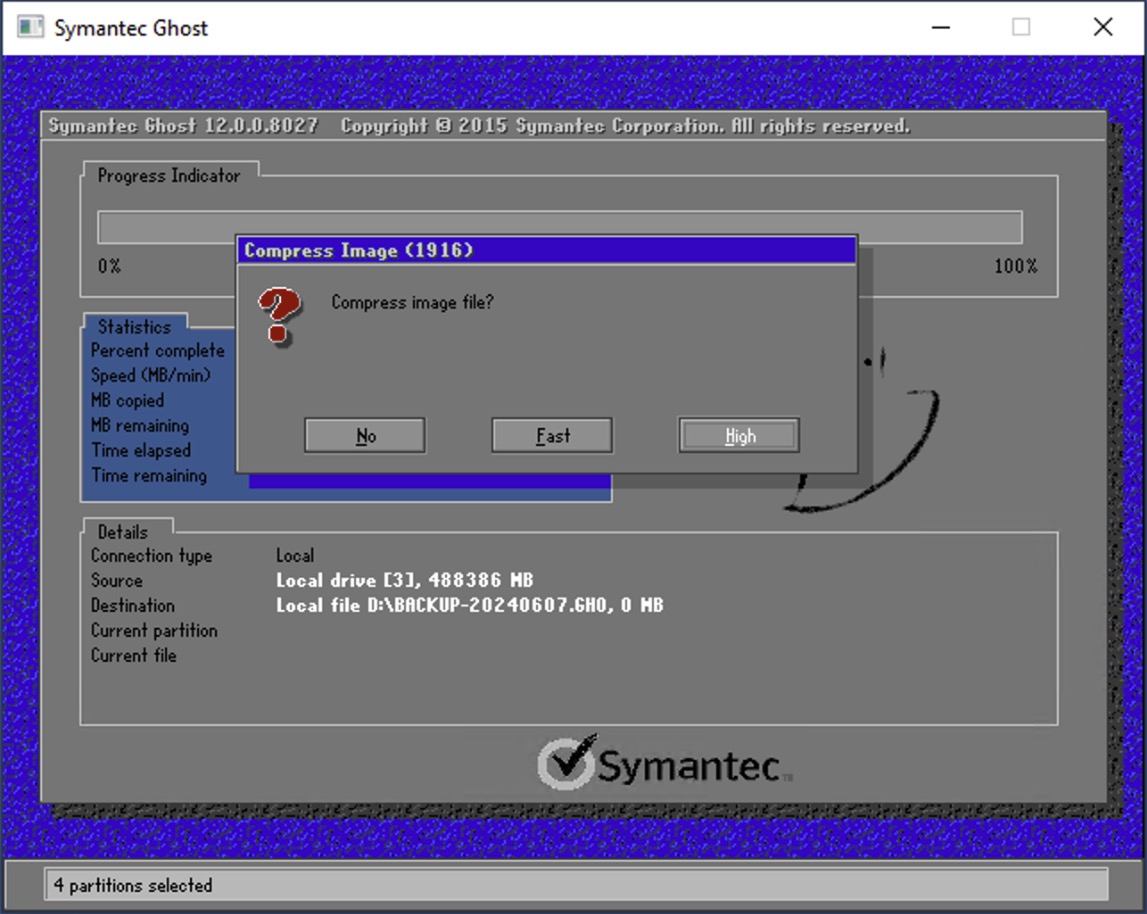 Symantec Ghost
Symantec Ghost 12.0.0.8027 Copyright © 2015 Symantec Corporation. All rights reserved.
Progress Indicator
0%
100%
Compress Image (1916)
Compress image file?
No
Fast
High
Statistics
Percent complete
Speed (MB/min)
MB copied
MB remaining
Time elapsed
Time remaining
Details
Connection type Local
Source Local drive [3], 488386 MB
Destination Local file D:\BACKUP-20240607.GHO, 0 MB
Current partition
Current file
Symantec™
4 partitions selected